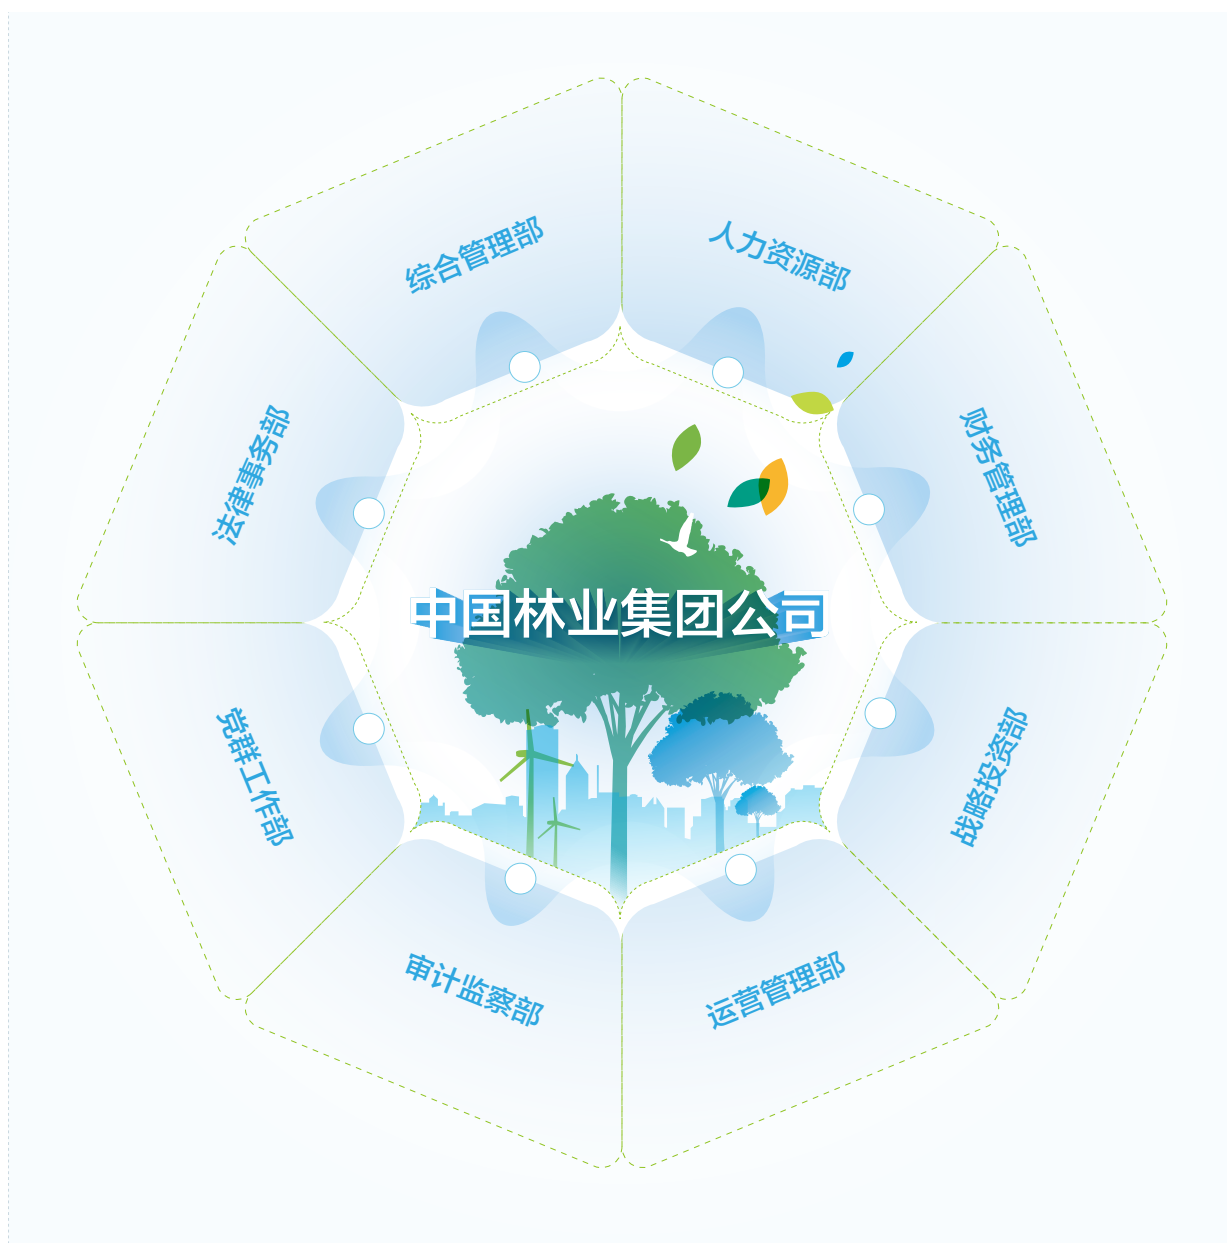 综合管理部
人力资源部
财务管理部
战略投资部
运营管理部
审计监察部
党群工作部
法律事务部
中国林业集团公司